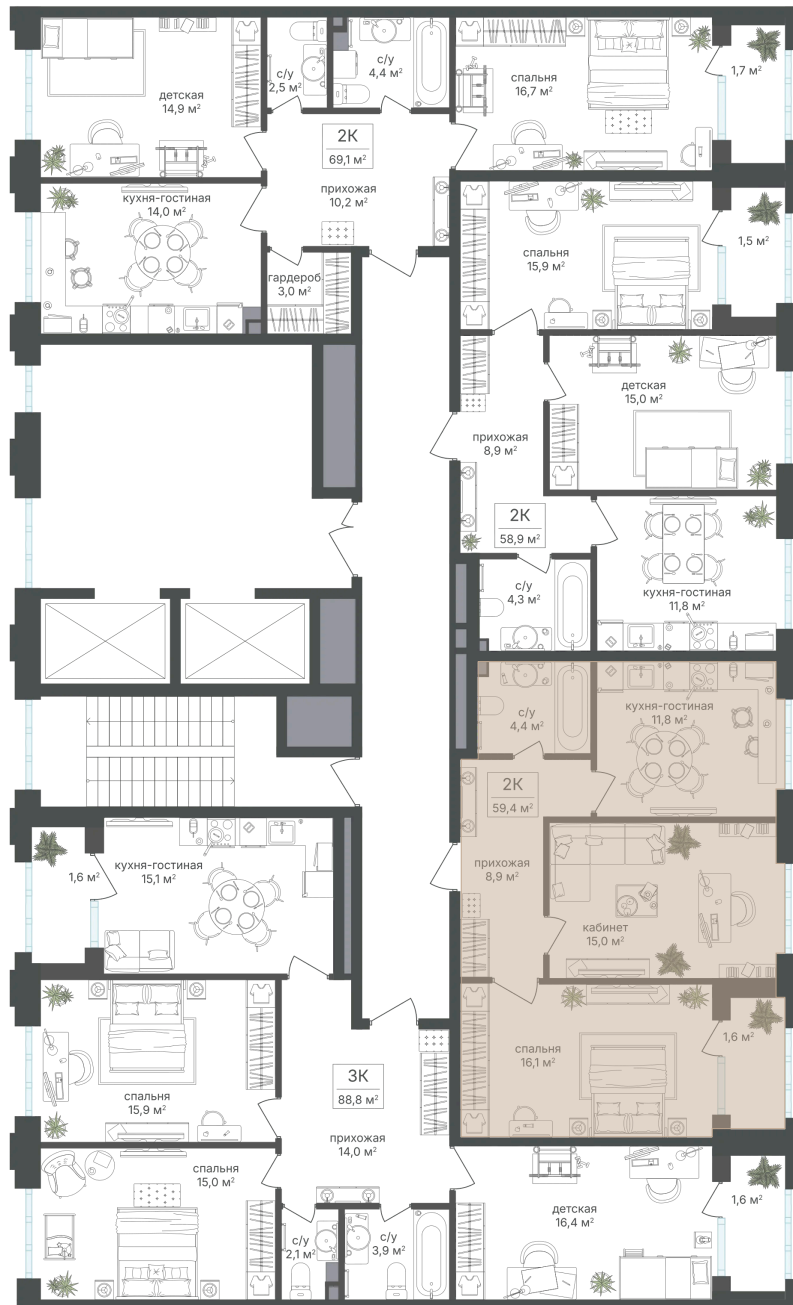 детская
14,9 м²
с/у
2,5 м²
с/у
4,4 м²
спальня
16,7 м²
1,7 м²
2К
69,1 м²
прихожая
10,2 м²
кухня-гостиная
14,0 м²
гардероб.
3,0 м²
спальня
15,9 м²
1,5 м²
детская
15,0 м²
прихожая
8,9 м²
2К
58,9 м²
с/у
4,3 м²
кухня-гостиная
11,8 м²
с/у
4,4 м²
кухня-гостиная
11,8 м²
2К
59,4 м²
прихожая
8,9 м²
кабинет
15,0 м²
спальня
16,1 м²
1,6 м²
1,6 м²
кухня-гостиная
15,1 м²
спальня
15,9 м²
3К
88,8 м²
прихожая
14,0 м²
спальня
15,0 м²
с/у
2,1 м²
с/у
3,9 м²
детская
16,4 м²
1,6 м²